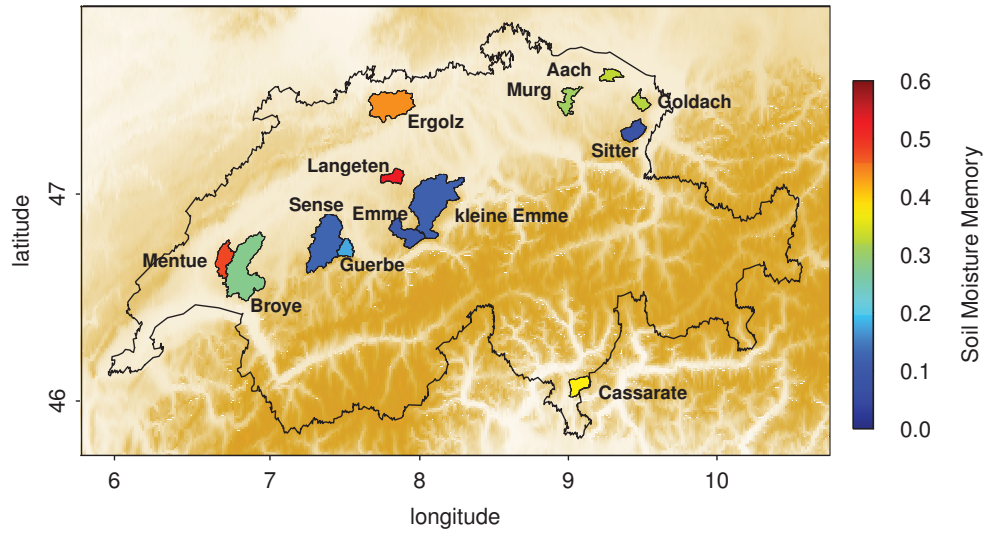 Aach
Murg
Goldach
Ergolz
Sitter
Langeten
Sense
Emme
kleine Emme
Mentue
Guerbe
Broye
Cassarate
47
46
latitude
6
7
8
9
10
longitude
0.6
0.5
0.4
0.3
0.2
0.1
0.0
Soil Moisture Memory